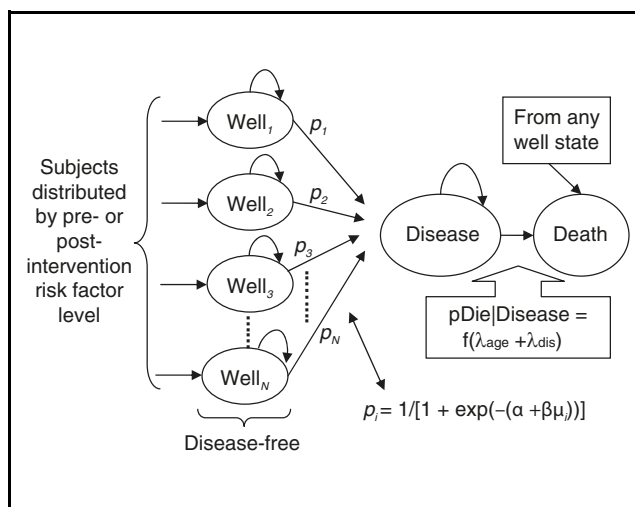 Subjects
distributed
by pre- or
post-
intervention
risk factor
level
Well1
Well2
Well3
WellN
Disease-free
p1
p2
p3
pN
Disease
Death
From any
well state
pDie|Disease =
f(λage +λdis)
pi = 1/[1 + exp(−(α +βμi))]